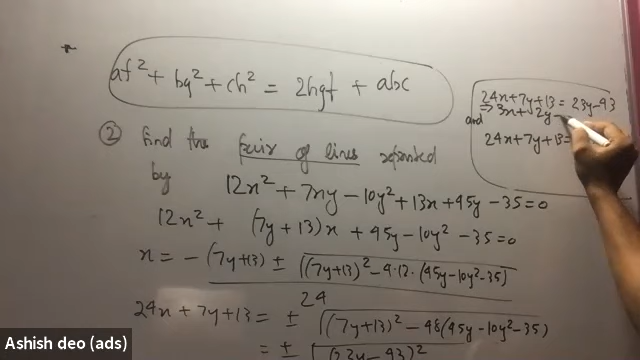 af² + bg² + ch² = 2hgf + abc
② Find the pair of lines
by 12x² + 7xy - 10y² + 13x + 45y - 35 = 0
12x² + (7y+13)x + 45y - 10y² - 35 = 0
x = - (7y+13) ± √(7y+13)² - 4.12.(45y-10y²-35)
24
24x + 7y + 13 = ± √(7y+13)² - 48(45y-10y²-35)
= ± √(23y-93)²
24x+7y+13 = 23y-93
⇒ 3x + 2y -
and
24x+7y+13=
Ashish deo (ads)